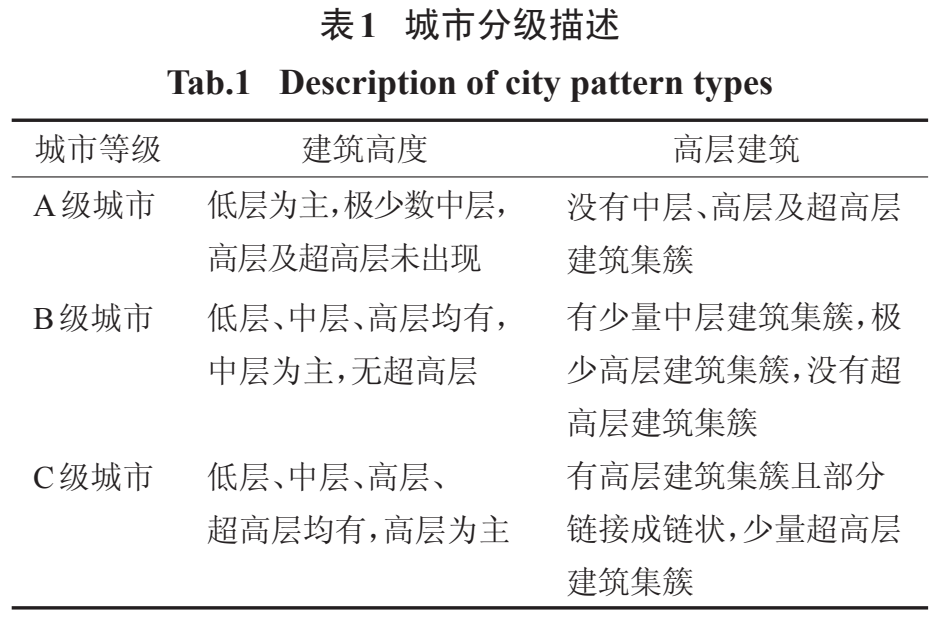 表1 城市分级描述
Tab.1 Description of city pattern types
城市等级 建筑高度 高层建筑
A级城市 低层为主,极少数中层, 没有中层、高层及超高层
高层及超高层未出现 建筑集簇
B级城市 低层、中层、高层均有, 有少量中层建筑集簇,极
中层为主,无超高层 少高层建筑集簇,没有超
高层建筑集簇
C级城市 低层、中层、高层、 有高层建筑集簇且部分
超高层均有,高层为主 链接成链状,少量超高层
建筑集簇